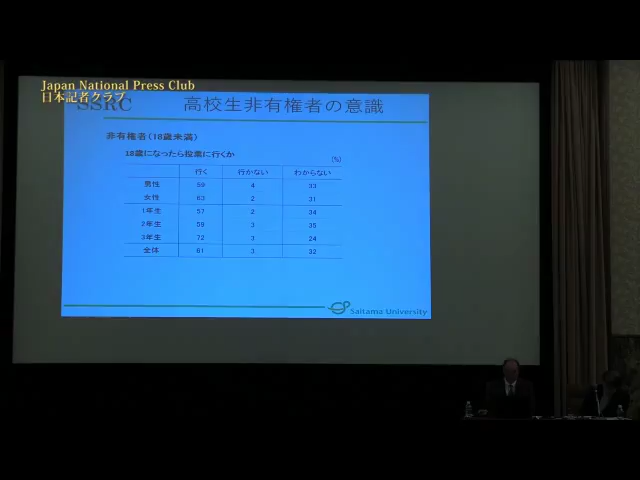 Japan National Press Club
日本記者クラブ
SSRC 高校生非有権者の意識
非有権者(18歳未満)
18歳になったら投票に行くか
(%)
行く 行かない わからない
男性 59 4 33
女性 63 2 31
1年生 57 2 34
2年生 59 3 35
3年生 72 3 24
全体 61 3 32
Saitama University